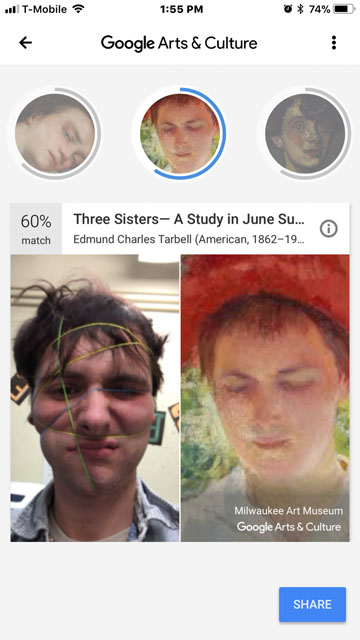 T-Mobile 1:55 PM 74%
Google Arts & Culture
60%
match
Three Sisters— A Study in June Su...
Edmund Charles Tarbell (American, 1862–19...
Milwaukee Art Museum
Google Arts & Culture
SHARE